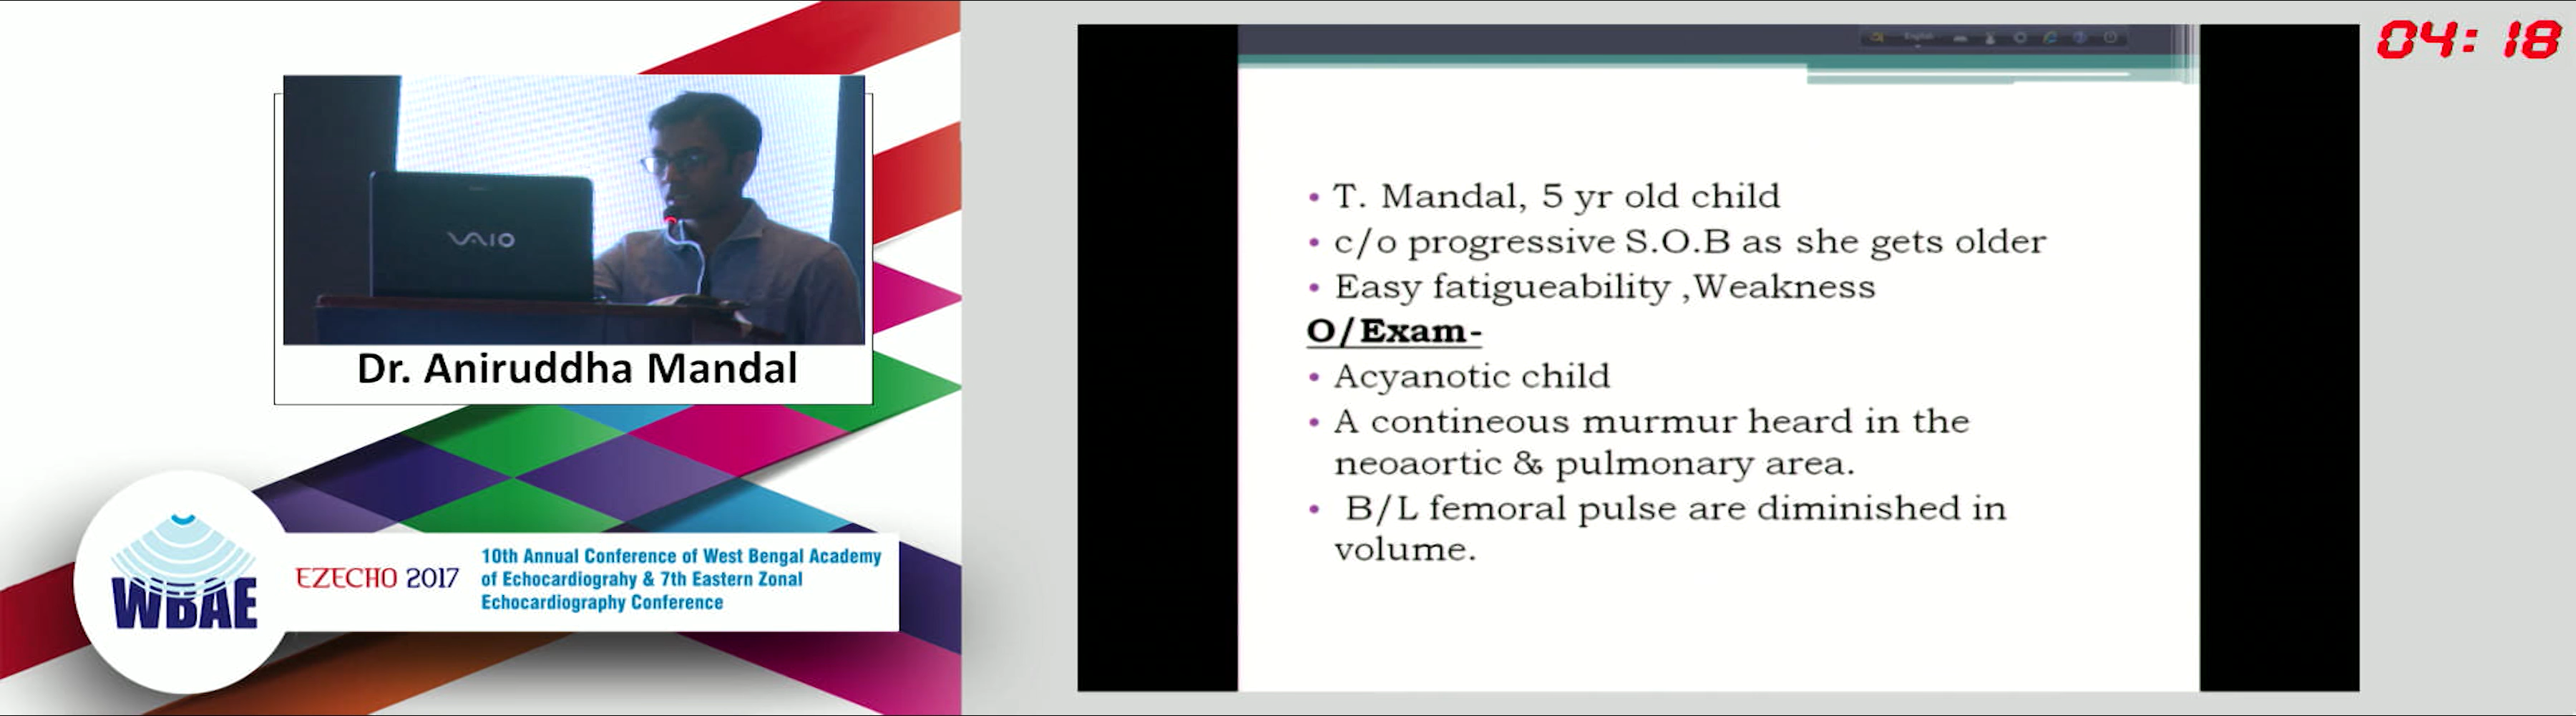 04: 18
English
T. Mandal, 5 yr old child
c/o progressive S.O.B as she gets older
Easy fatigueability ,Weakness
O/Exam-
Acyanotic child
A contineous murmur heard in the
neoaortic & pulmonary area.
B/L femoral pulse are diminished in
volume.
VAIO
Dr. Aniruddha Mandal
WBAE
EZECHO 2017
10th Annual Conference of West Bengal Academy
of Echocardiograhy & 7th Eastern Zonal
Echocardiography Conference